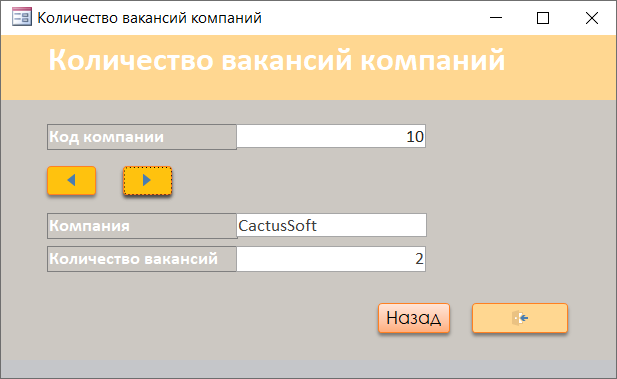 Количество вакансий компаний
Количество вакансий компаний
Код компании 10
Компания CactusSoft
Количество вакансий 2
Назад